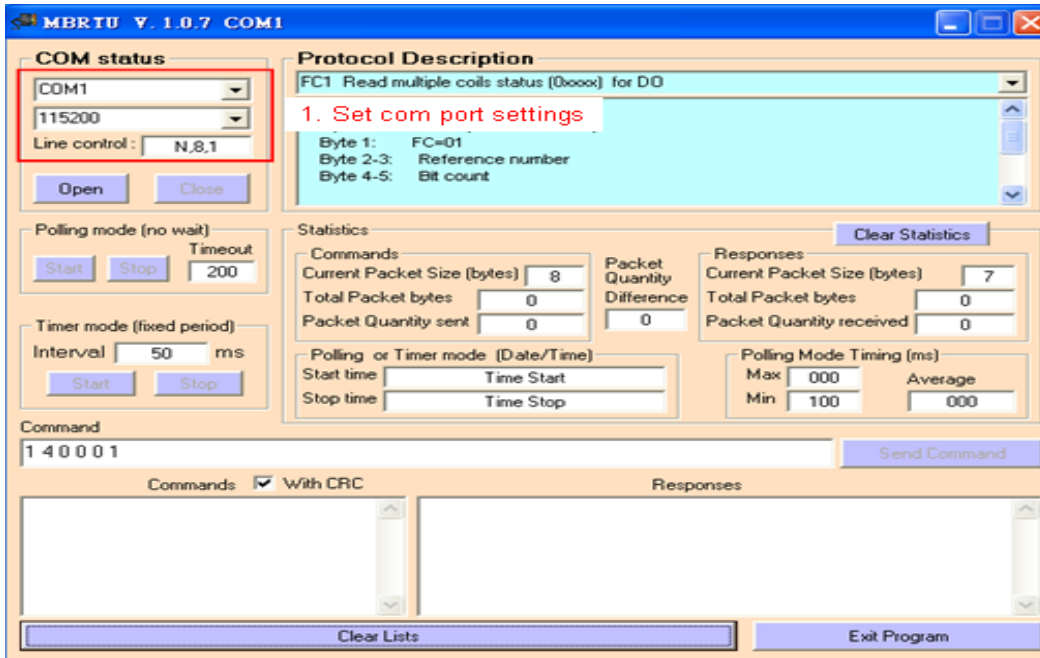 MBRTU V. 1.0.7 COM1
COM status
COM1
115200
Line control : N,8,1
Open Close
Protocol Description
FC1 Read multiple coils status (0xxxx) for DO
1. Set com port settings
Byte 1: FC=01
Byte 2-3: Reference number
Byte 4-5: Bit count
Polling mode (no wait)
Timeout
Start Stop 200
Timer mode (fixed period)
Interval 50 ms
Start Stop
Statistics
Clear Statistics
Commands
Current Packet Size (bytes) 8
Total Packet bytes 0
Packet Quantity sent 0
Packet
Quantity
Difference
0
Responses
Current Packet Size (bytes) 7
Total Packet bytes 0
Packet Quantity received 0
Polling or Timer mode (Date/Time)
Start time Time Start
Stop time Time Stop
Polling Mode Timing (ms)
Max 000 Average
Min 100 000
Command
1 4 0 0 0 1
Send Command
Commands With CRC
Responses
Clear Lists
Exit Program